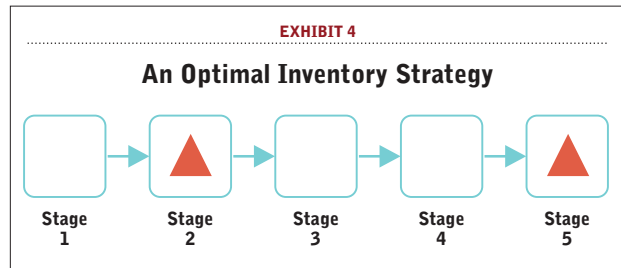 EXHIBIT 4
An Optimal Inventory Strategy
Stage
1
Stage
2
Stage
3
Stage
4
Stage
5